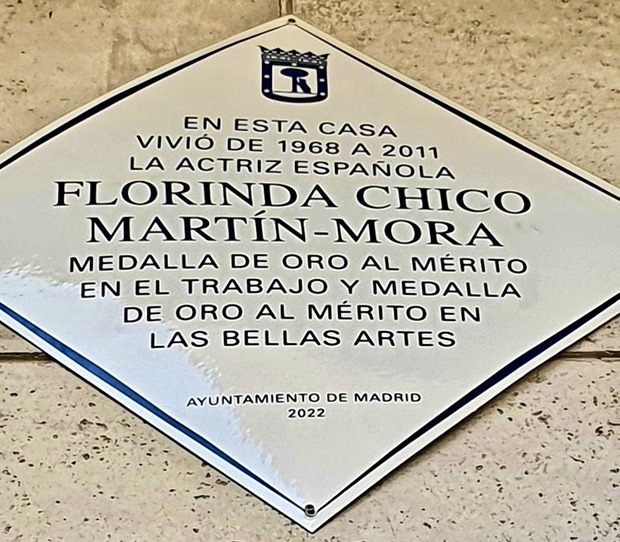 EN ESTA CASA
VIVIÓ DE 1968 A 2011
LA ACTRIZ ESPAÑOLA
FLORINDA CHICO
MARTÍN-MORA
MEDALLA DE ORO AL MÉRITO
EN EL TRABAJO Y MEDALLA
DE ORO AL MÉRITO EN
LAS BELLAS ARTES
AYUNTAMIENTO DE MADRID
2022